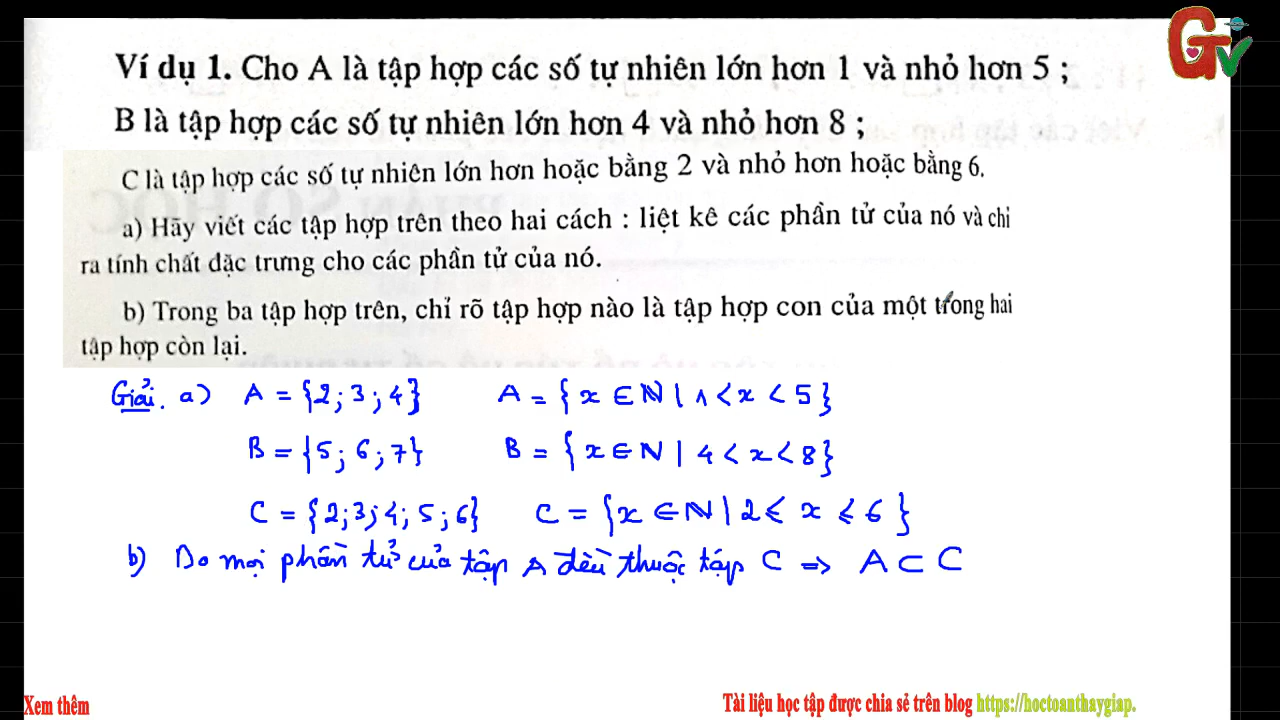 GTV
Ví dụ 1. Cho A là tập hợp các số tự nhiên lớn hơn 1 và nhỏ hơn 5 ;
B là tập hợp các số tự nhiên lớn hơn 4 và nhỏ hơn 8 ;
C là tập hợp các số tự nhiên lớn hơn hoặc bằng 2 và nhỏ hơn hoặc bằng 6.
a) Hãy viết các tập hợp trên theo hai cách : liệt kê các phần tử của nó và chỉ
ra tính chất đặc trưng cho các phần tử của nó.
b) Trong ba tập hợp trên, chỉ rõ tập hợp nào là tập hợp con của một trong hai
tập hợp còn lại.
Giải. a) A = {2; 3; 4} A = {x ∈ N | 1 < x < 5}
B = {5; 6; 7} B = {x ∈ N | 4 < x < 8}
C = {2; 3; 4; 5; 6} C = {x ∈ N | 2 ≤ x ≤ 6}
b) Do mọi phần tử của tập A đều thuộc tập C ⇒ A ⊂ C
Xem thêm
Tài liệu học tập được chia sẻ trên blog https://hoctoanthaygiap.